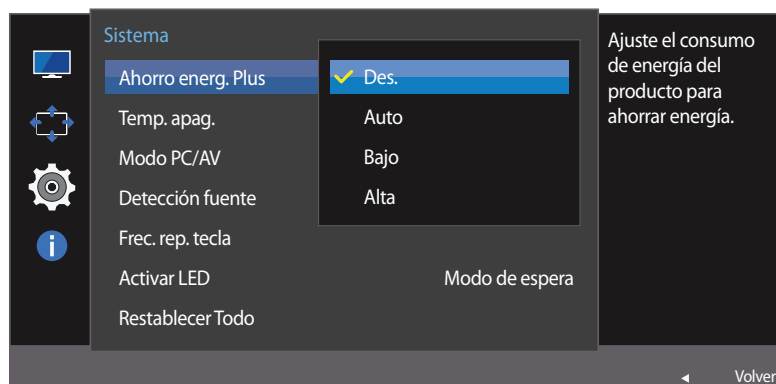 Sistema
Ahorro energ. Plus
Des.
Temp. apag.
Auto
Modo PC/AV
Bajo
Detección fuente
Alta
Frec. rep. tecla
Activar LED
Modo de espera
Restablecer Todo
Ajuste el consumo
de energía del
producto para
ahorrar energía.
Volver